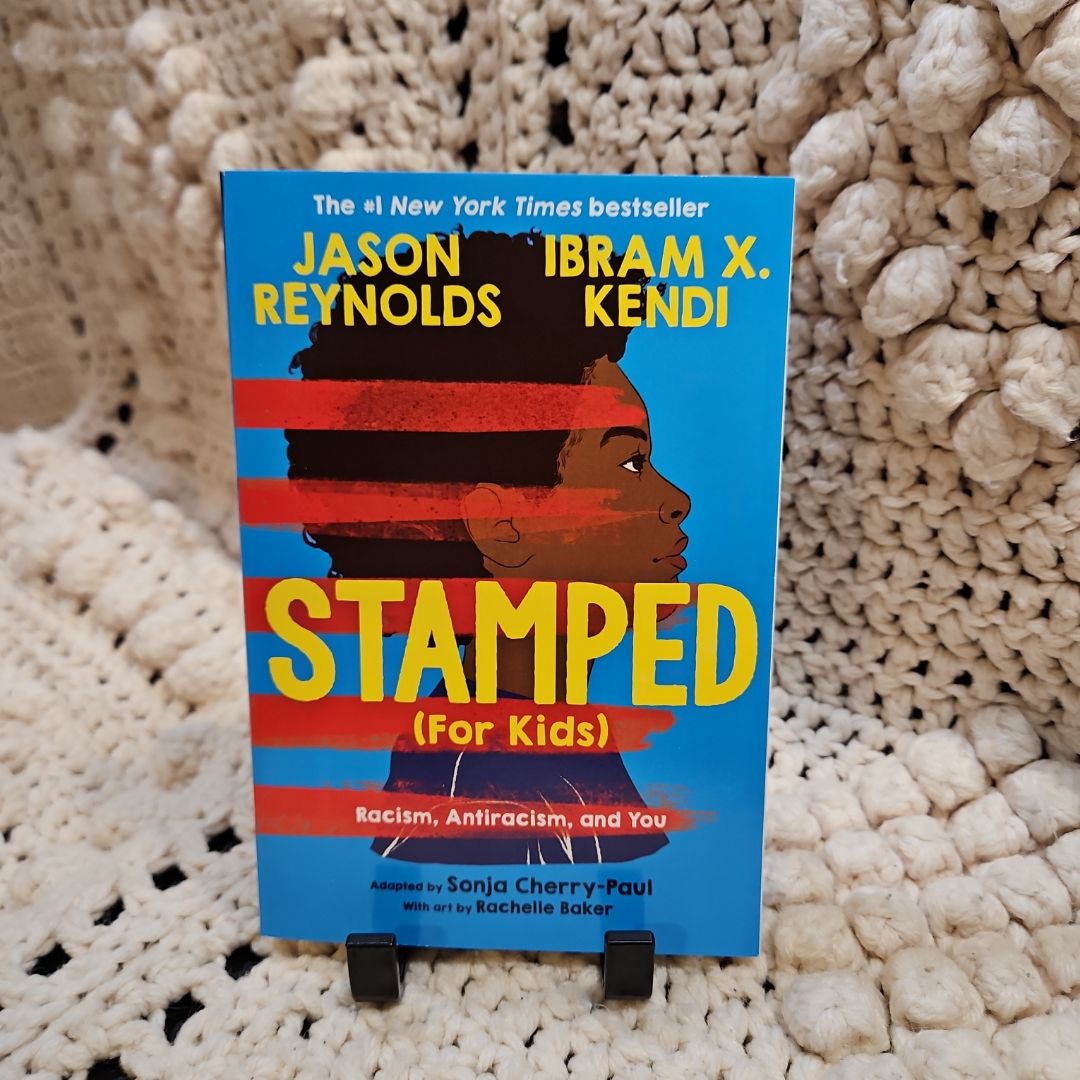 The #1 New York Times bestseller
JASON REYNOLDS
IBRAM X. KENDI
STAMPED
(For Kids)
Racism, Antiracism, and You
Adapted by Sonja Cherry-Paul
With art by Rachelle Baker